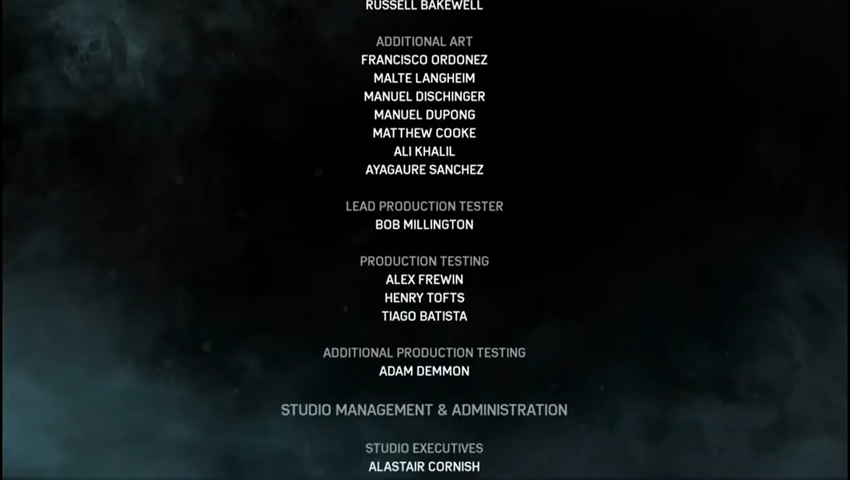 RUSSELL BAKEWELL
ADDITIONAL ART
FRANCISCO ORDONEZ
MALTE LANGHEIM
MANUEL DISCHINGER
MANUEL DUPONG
MATTHEW COOKE
ALI KHALIL
AYAGAURE SANCHEZ
LEAD PRODUCTION TESTER
BOB MILLINGTON
PRODUCTION TESTING
ALEX FREWIN
HENRY TOFTS
TIAGO BATISTA
ADDITIONAL PRODUCTION TESTING
ADAM DEMMON
STUDIO MANAGEMENT & ADMINISTRATION
STUDIO EXECUTIVES
ALASTAIR CORNISH